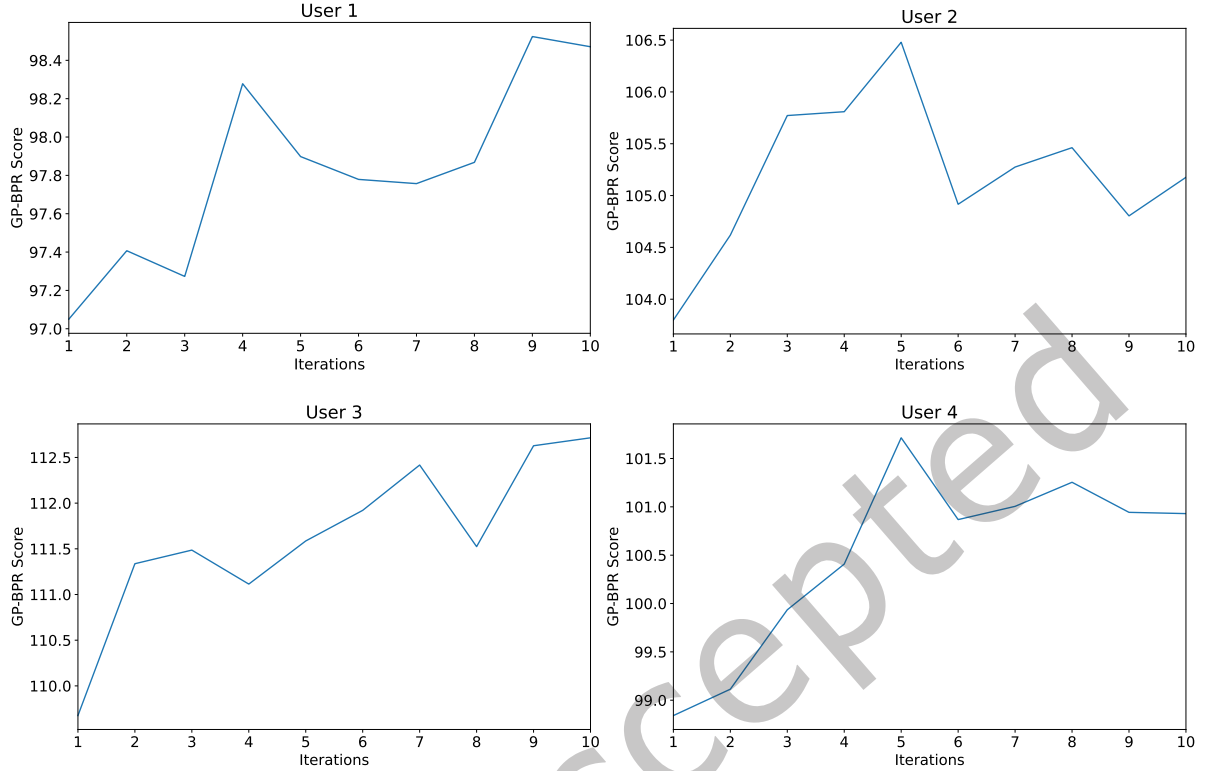 User 1
GP-BPR Score
98.4
98.2
98.0
97.8
97.6
97.4
97.2
97.0
1 2 3 4 5 6 7 8 9 10
Iterations
User 2
GP-BPR Score
106.5
106.0
105.5
105.0
104.5
104.0
1 2 3 4 5 6 7 8 9 10
Iterations
User 3
GP-BPR Score
112.5
112.0
111.5
111.0
110.5
110.0
1 2 3 4 5 6 7 8 9 10
Iterations
User 4
GP-BPR Score
101.5
101.0
100.5
100.0
99.5
99.0
1 2 3 4 5 6 7 8 9 10
Iterations
ccepted